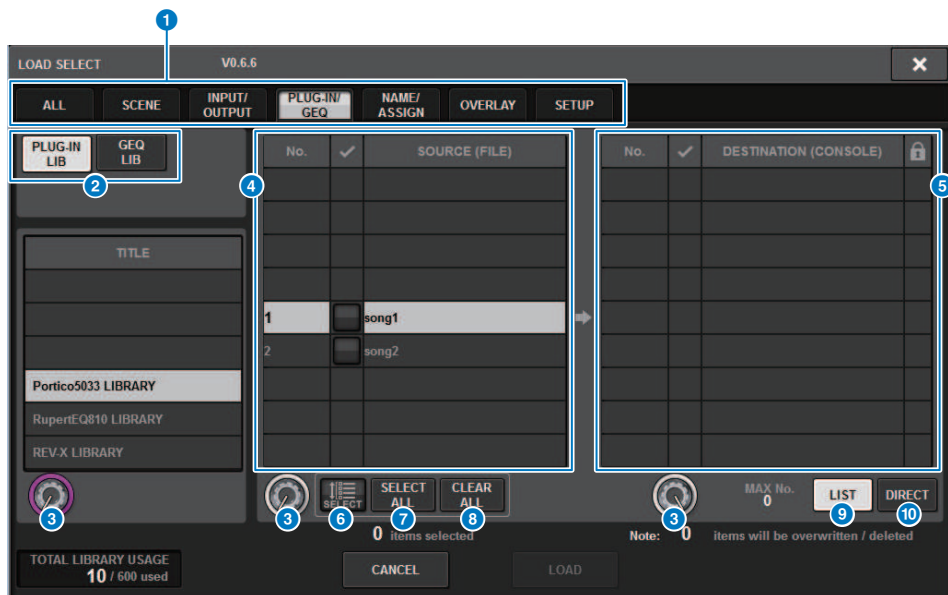 1
LOAD SELECT V0.6.6
ALL SCENE INPUT/OUTPUT PLUG-IN/GEQ NAME/ASSIGN OVERLAY SETUP
PLUG-IN LIB GEQ LIB
2
4
No. SOURCE (FILE)
No. DESTINATION (CONSOLE)
5
TITLE
1 song1
2 song2
Portico5033 LIBRARY
RupertEQ810 LIBRARY
REV-X LIBRARY
3
3
SELECT
6
SELECT ALL
7
CLEAR ALL
8
3
MAX No.
0
LIST
9
DIRECT
10
0 items selected
Note: 0 items will be overwritten / deleted
TOTAL LIBRARY USAGE
10 / 600 used
CANCEL
LOAD